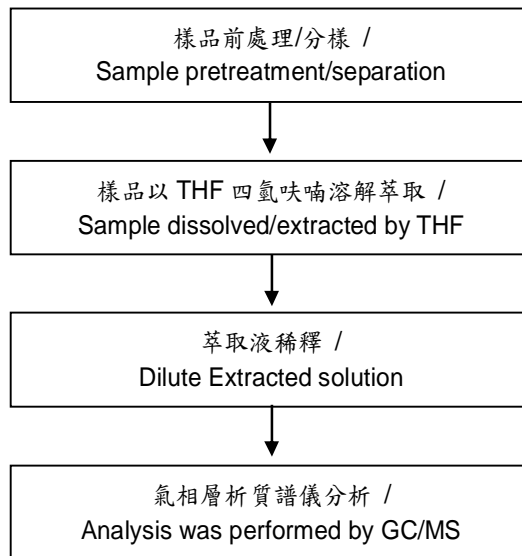 樣品前處理/分樣 /
Sample pretreatment/separation
樣品以 THF 四氫呋喃溶解萃取 /
Sample dissolved/extracted by THF
萃取液稀釋 /
Dilute Extracted solution
氣相層析質譜儀分析 /
Analysis was performed by GC/MS